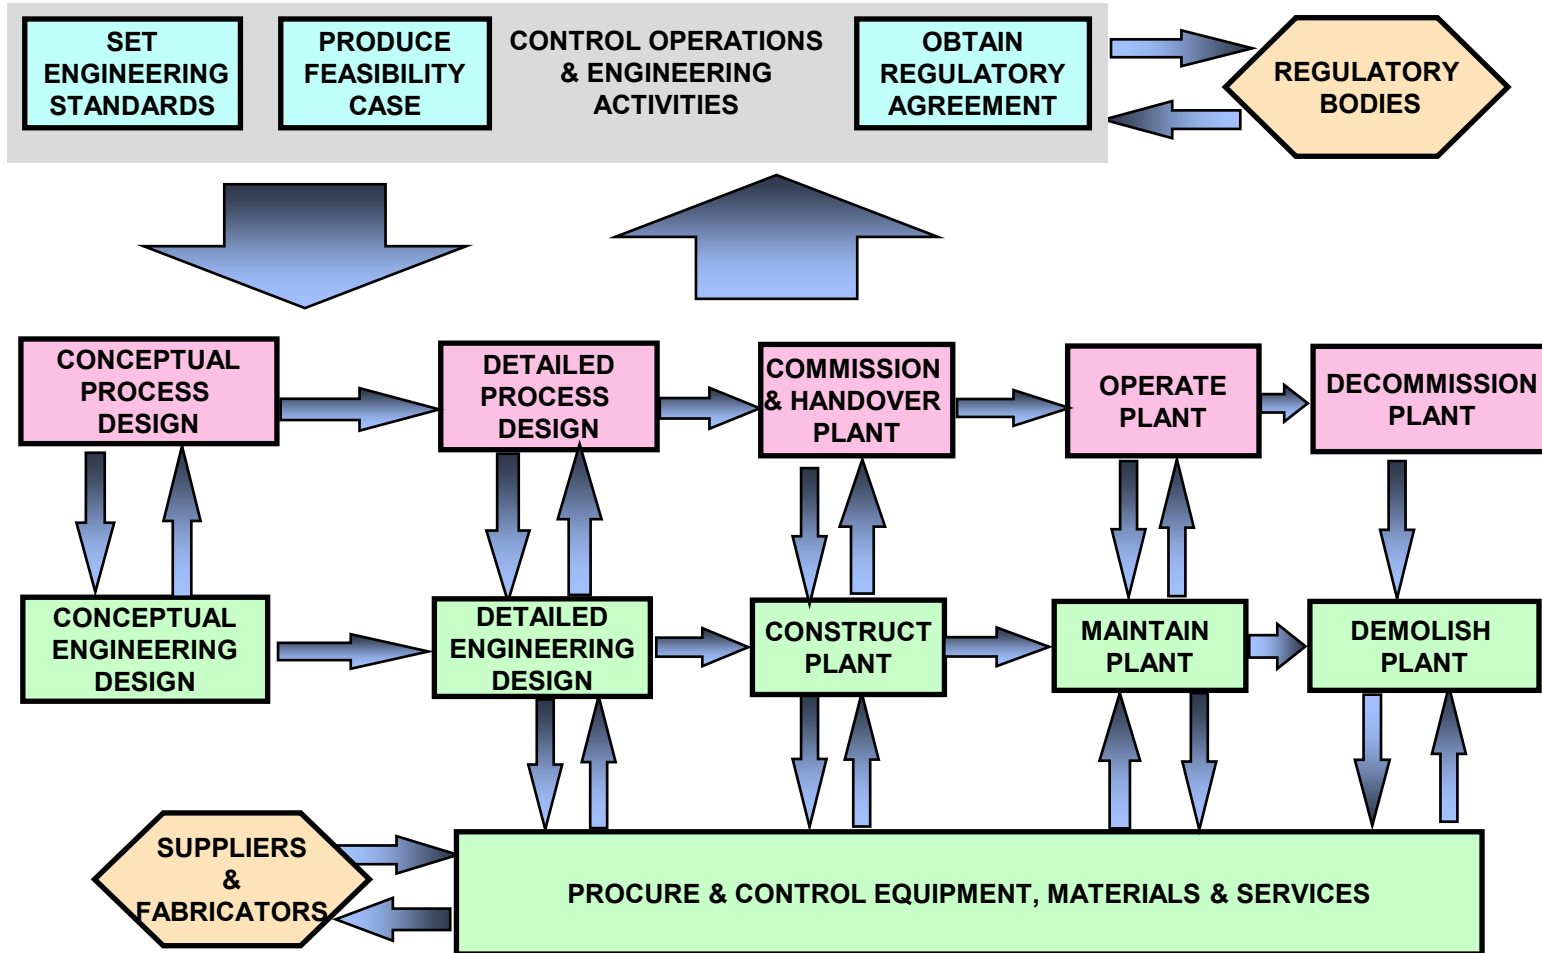 SET
ENGINEERING
STANDARDS
PRODUCE
FEASIBILITY
CASE
CONTROL OPERATIONS
& ENGINEERING
ACTIVITIES
OBTAIN
REGULATORY
AGREEMENT
REGULATORY
BODIES
CONCEPTUAL
PROCESS
DESIGN
DETAILED
PROCESS
DESIGN
COMMISSION
& HANDOVER
PLANT
OPERATE
PLANT
DECOMMISSION
PLANT
CONCEPTUAL
ENGINEERING
DESIGN
DETAILED
ENGINEERING
DESIGN
CONSTRUCT
PLANT
MAINTAIN
PLANT
DEMOLISH
PLANT
SUPPLIERS
&
FABRICATORS
PROCURE & CONTROL EQUIPMENT, MATERIALS & SERVICES